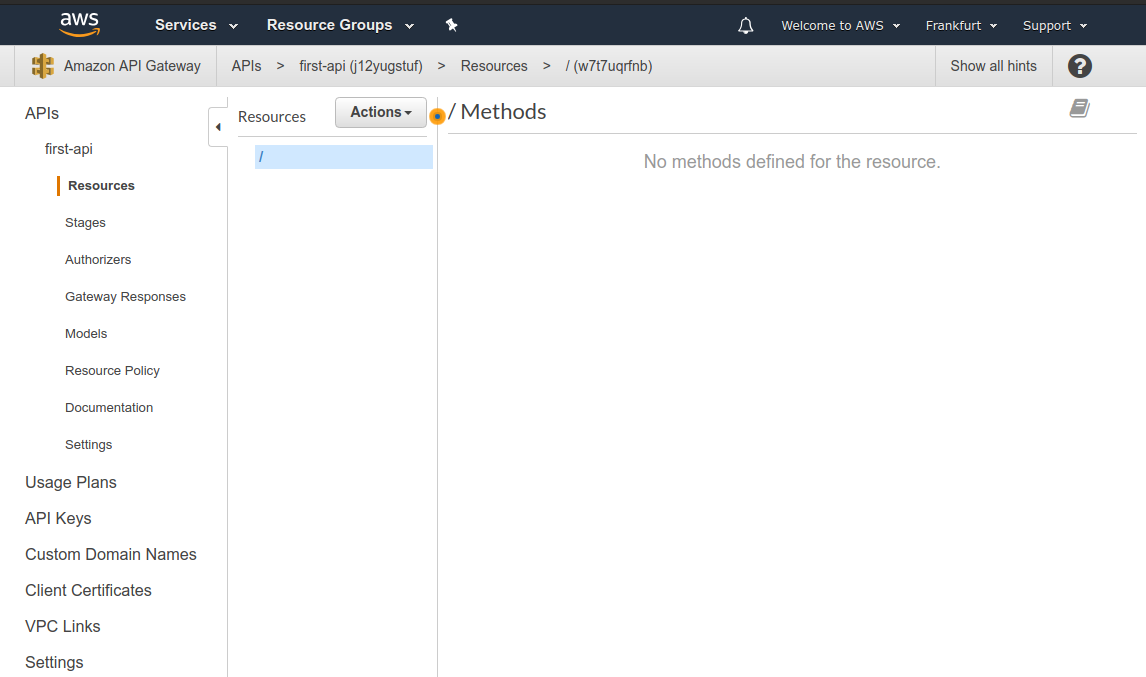 aws Services Resource Groups Welcome to AWS Frankfurt Support
Amazon API Gateway APIs > first-api (j12yugstuf) > Resources > / (w7t7uqrfnb) Show all hints ?
APIs
first-api
Resources
Stages
Authorizers
Gateway Responses
Models
Resource Policy
Documentation
Settings
Usage Plans
API Keys
Custom Domain Names
Client Certificates
VPC Links
Settings
Resources Actions
/
/ Methods
No methods defined for the resource.